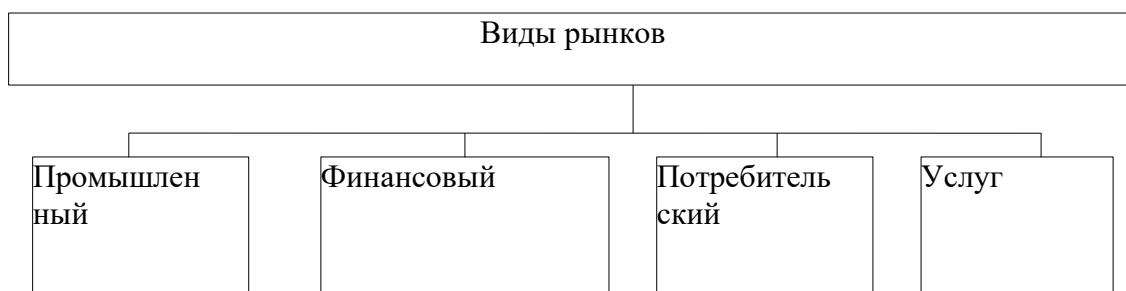 Виды рынков
Промышлен
ный
Финансовый
Потребитель
ский
Услуг